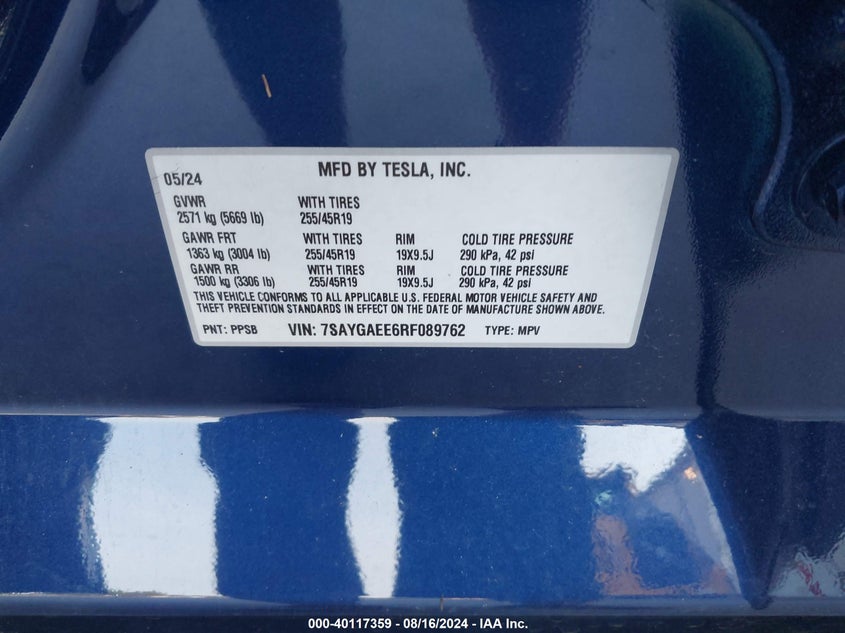 05/24 MFD BY TESLA, INC.
GVWR WITH TIRES
2571 kg (5669 lb) 255/45R19
GAWR FRT WITH TIRES RIM COLD TIRE PRESSURE
1363 kg (3004 lb) 255/45R19 19X9.5J 290 kPa, 42 psi
GAWR RR WITH TIRES RIM COLD TIRE PRESSURE
1500 kg (3306 lb) 255/45R19 19X9.5J 290 kPa, 42 psi
THIS VEHICLE CONFORMS TO ALL APPLICABLE U.S. FEDERAL MOTOR VEHICLE SAFETY AND
THEFT PREVENTION STANDARDS IN EFFECT ON THE DATE OF MANUFACTURE SHOWN ABOVE.
PNT: PPSB VIN: 7SAYGAEE6RF089762 TYPE: MPV
000-40117359 - 08/16/2024 - IAA Inc.